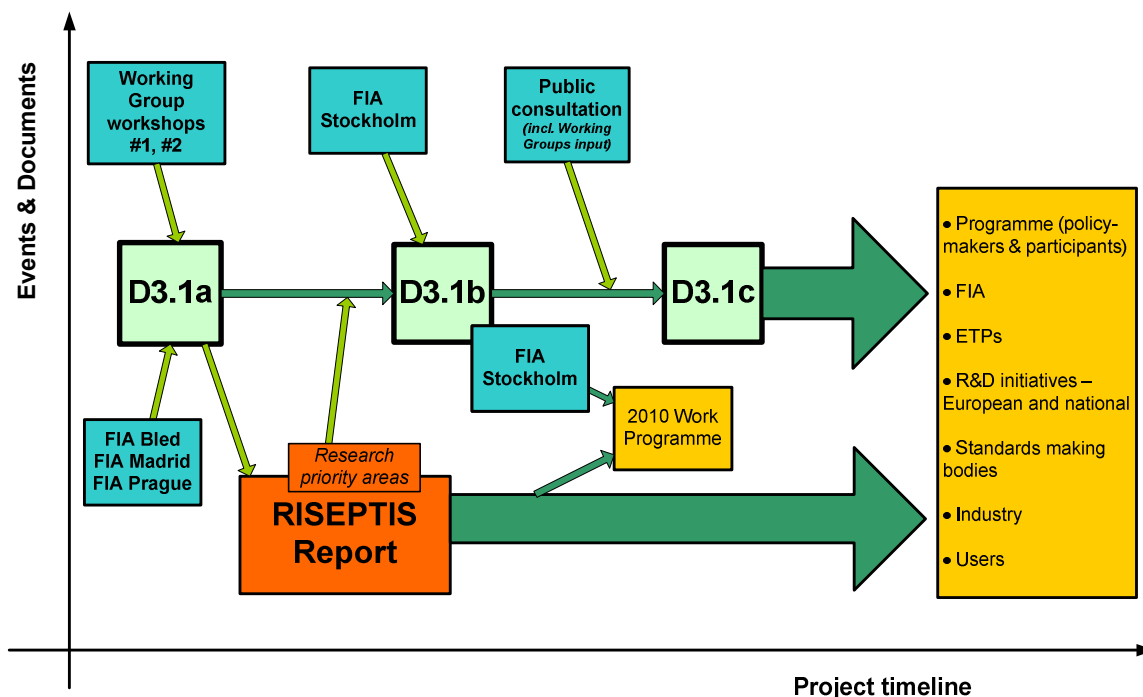 Events & Documents
Working
Group
workshops
#1, #2
FIA
Stockholm
Public
consultation
(incl. Working
Groups input)
D3.1a
D3.1b
D3.1c
FIA
Stockholm
2010 Work
Programme
FIA Bled
FIA Madrid
FIA Prague
Research
priority areas
RISEPTIS
Report
• Programme (policy-
makers & participants)
• FIA
• ETPs
• R&D initiatives –
European and national
• Standards making
bodies
• Industry
• Users
Project timeline